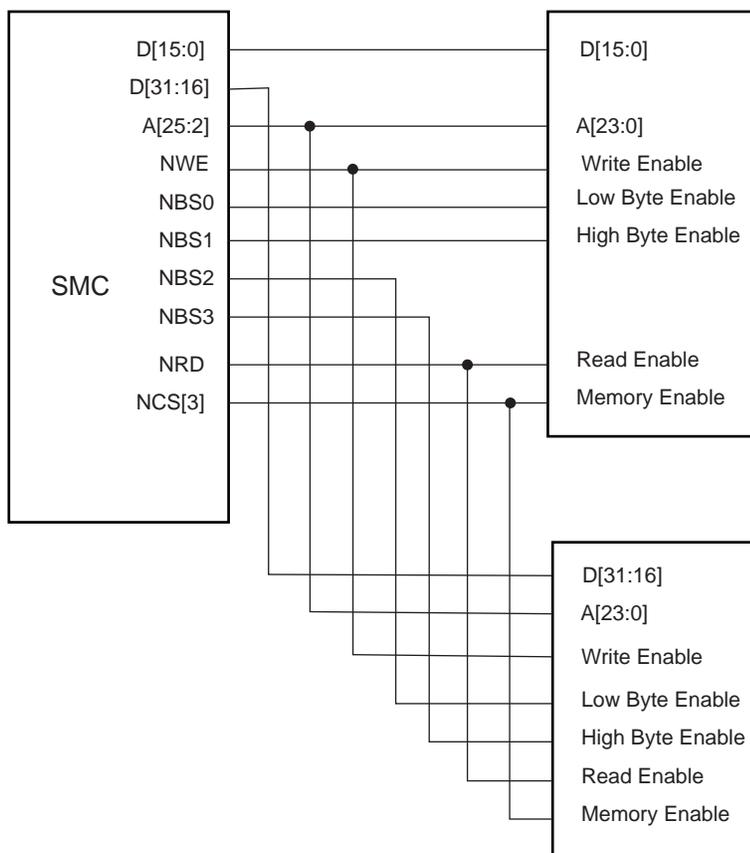 D[15:0]
D[31:16]
A[25:2]
NWE
NBS0
NBS1
NBS2
NBS3
NRD
NCS[3]
SMC
D[15:0]
A[23:0]
Write Enable
Low Byte Enable
High Byte Enable
Read Enable
Memory Enable
D[31:16]
A[23:0]
Write Enable
Low Byte Enable
High Byte Enable
Read Enable
Memory Enable